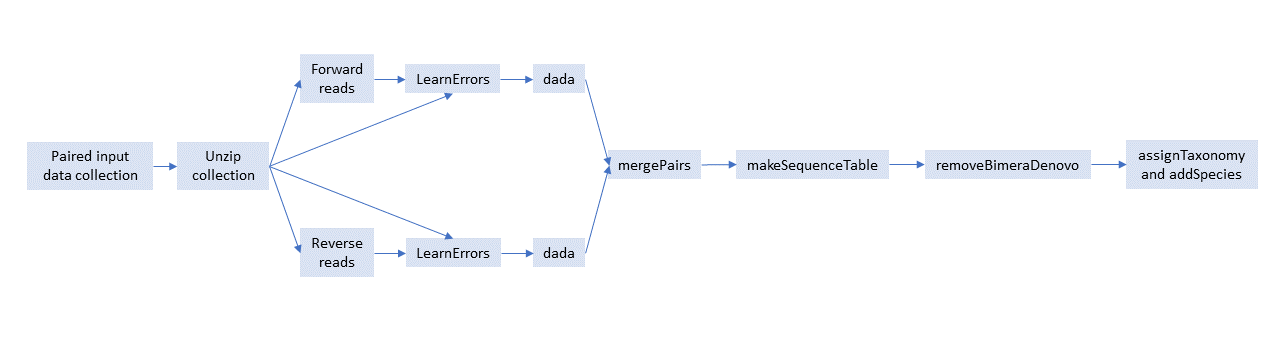 Paired input
data collection
Unzip
collection
Forward
reads
LearnErrors
dada
Reverse
reads
LearnErrors
dada
mergePairs
makeSequenceTable
removeBimeraDenovo
assignTaxonomy
and addSpecies